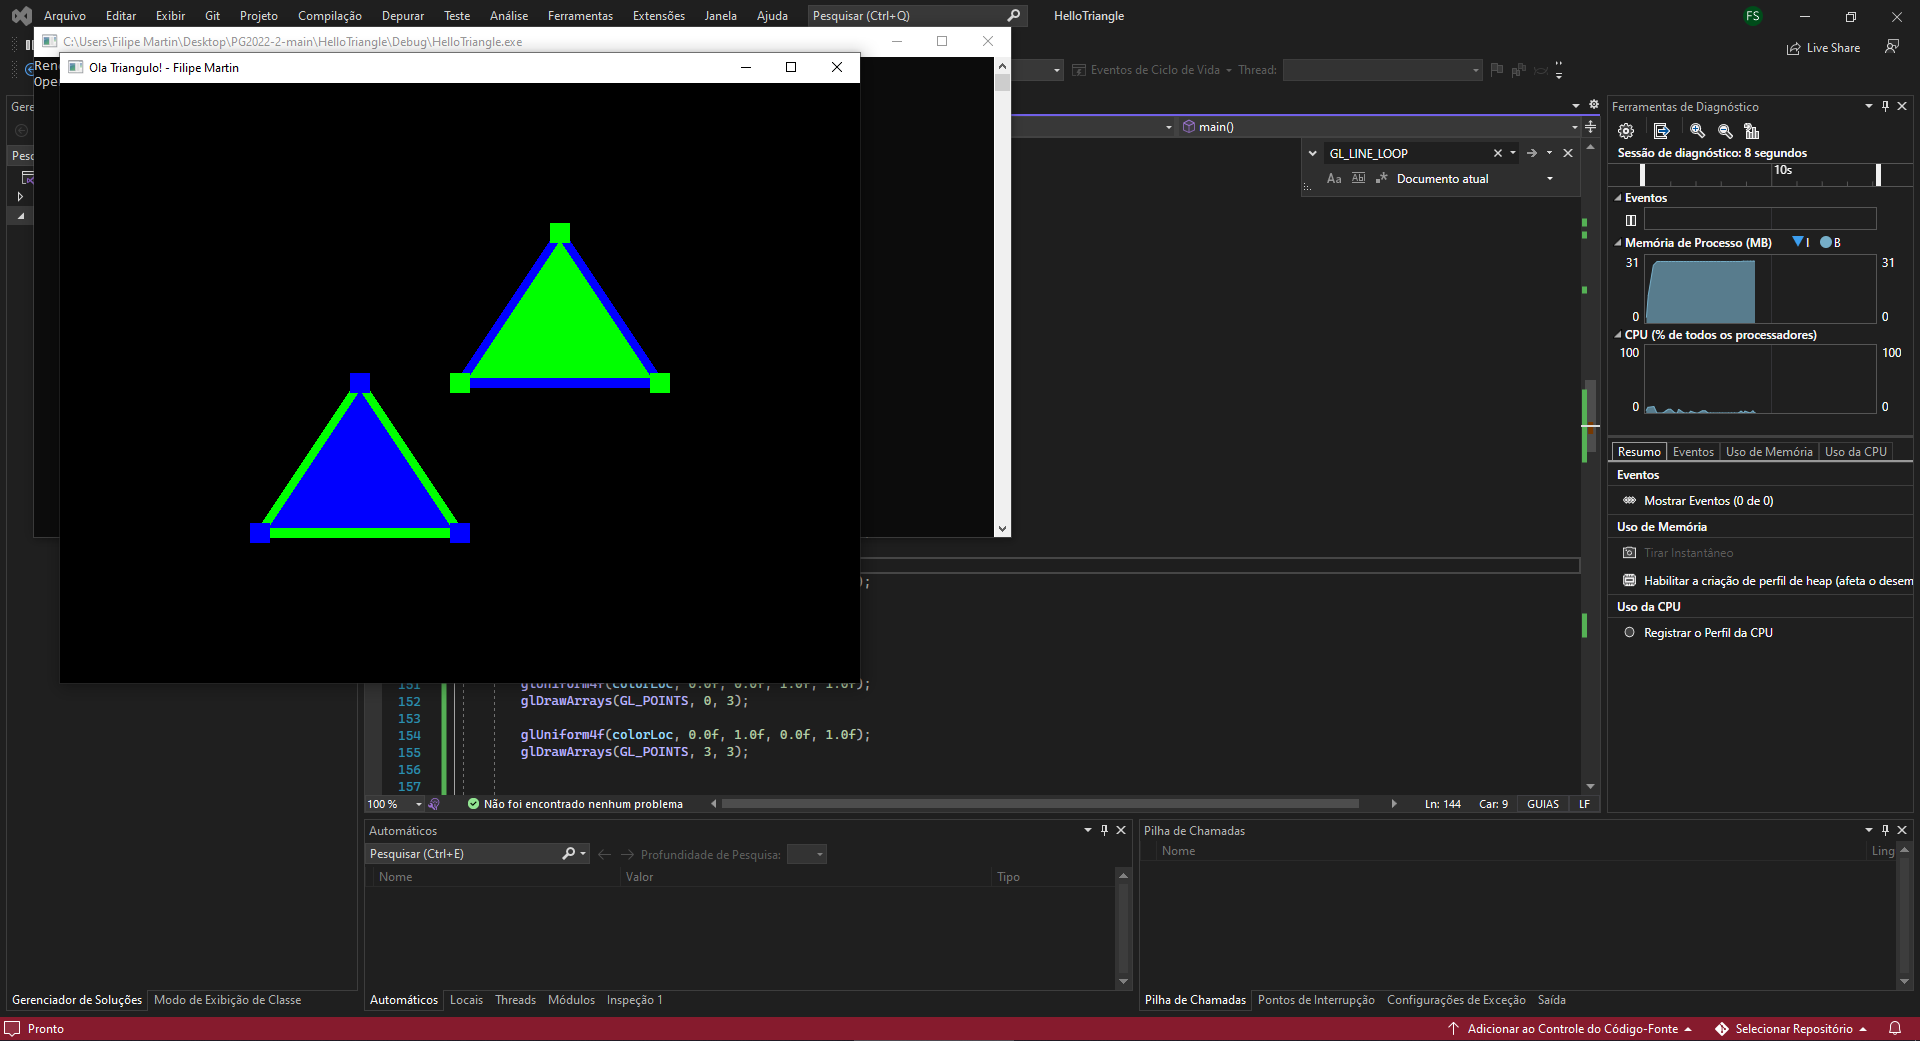 Arquivo Editar Exibir Git Projeto Compilação Depurar Teste Análise Ferramentas Extensões Janela Ajuda Pesquisar (Ctrl+Q) HelloTriangle FS
C:\Users\Filipe Martin\Desktop\PG2022-2-main\HelloTriangle\Debug\HelloTriangle.exe
Live Share
Ola Triangulo! - Filipe Martin
Eventos de Ciclo de Vida Thread:
Ferramentas de Diagnóstico
main()
GL_LINE_LOOP
Aa Ab Documento atual
Sessão de diagnóstico: 8 segundos
10s
Eventos
Memória de Processo (MB) I B
31 31
0 0
CPU (% de todos os processadores)
100 100
0 0
Resumo Eventos Uso de Memória Uso da CPU
Eventos
Mostrar Eventos (0 de 0)
Uso de Memória
Tirar Instantâneo
Habilitar a criação de perfil de heap (afeta o desem
Uso da CPU
Registrar o Perfil da CPU
);
151 glUniform4f(colorLoc, 0.0f, 0.0f, 1.0f, 1.0f);
152 glDrawArrays(GL_POINTS, 0, 3);
153
154 glUniform4f(colorLoc, 0.0f, 1.0f, 0.0f, 1.0f);
155 glDrawArrays(GL_POINTS, 3, 3);
156
157
100 % Não foi encontrado nenhum problema Ln: 144 Car: 9 GUIAS LF
Automáticos
Pesquisar (Ctrl+E) Profundidade de Pesquisa:
Nome Valor Tipo
Pilha de Chamadas
Nome Ling
Gerenciador de Soluções Modo de Exibição de Classe
Automáticos Locais Threads Módulos Inspeção 1
Pilha de Chamadas Pontos de Interrupção Configurações de Exceção Saída
Pronto Adicionar ao Controle do Código-Fonte Selecionar Repositório